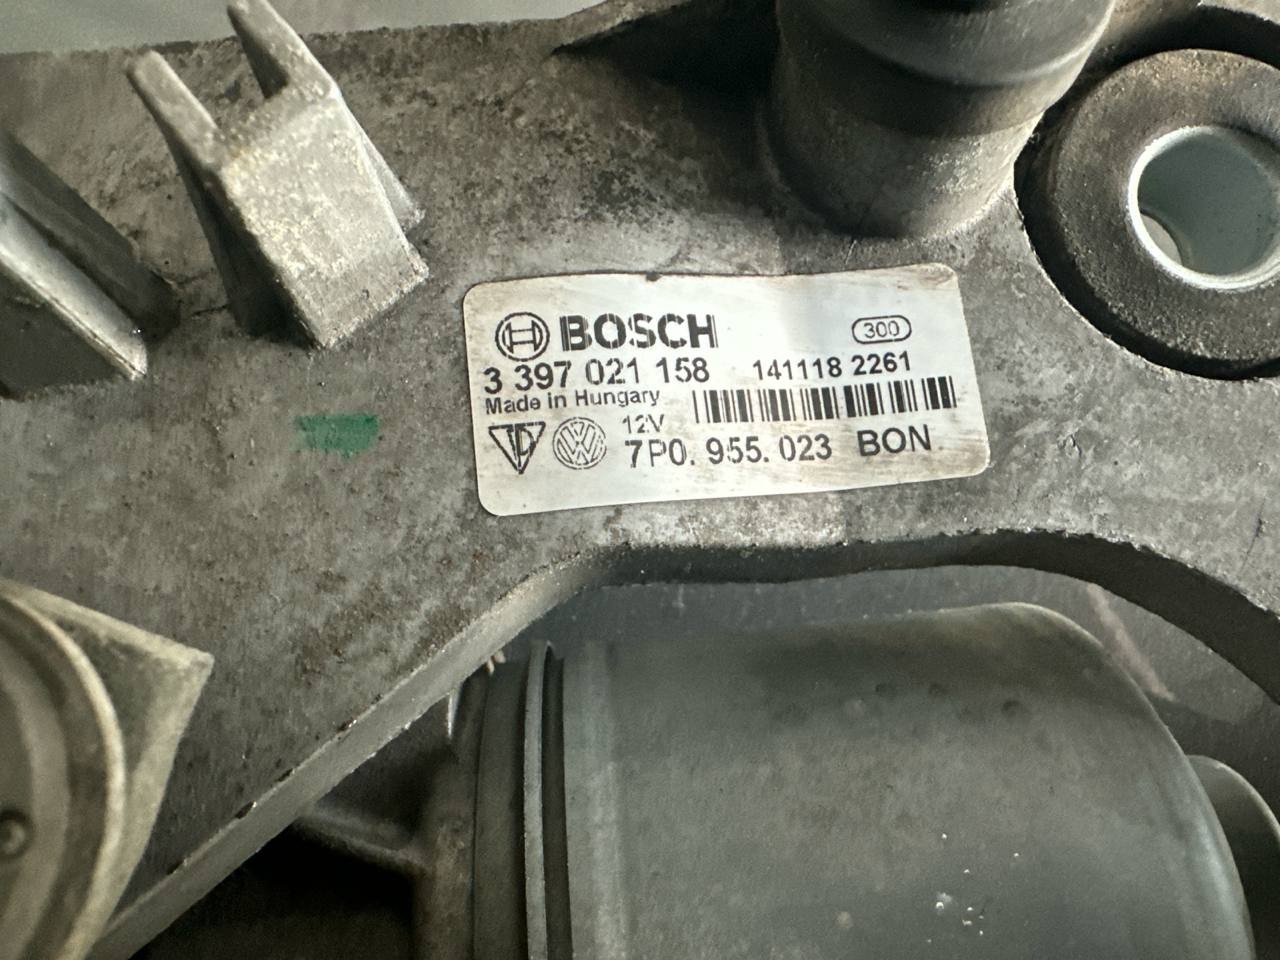 BOSCH 300
3 397 021 158 141118 2261
Made in Hungary
12V
7P0. 955. 023 BON